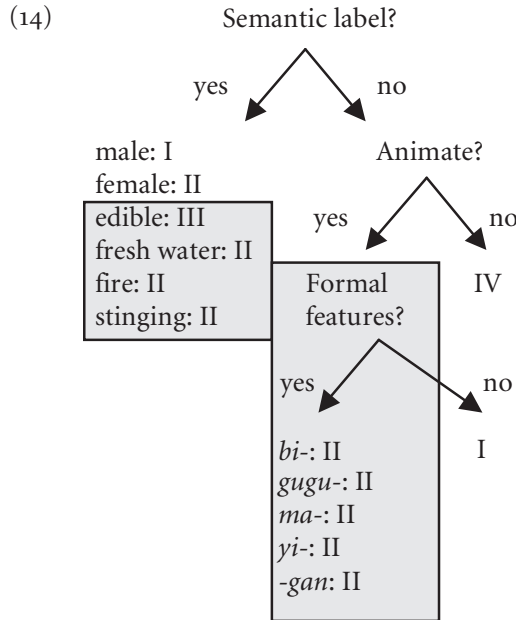 (14)
Semantic label?
yes
no
male: I
female: II
edible: III
fresh water: II
fire: II
stinging: II
Animate?
yes
no
IV
Formal
features?
yes
no
I
bi-: II
gugu-: II
ma-: II
yi-: II
-gan: II